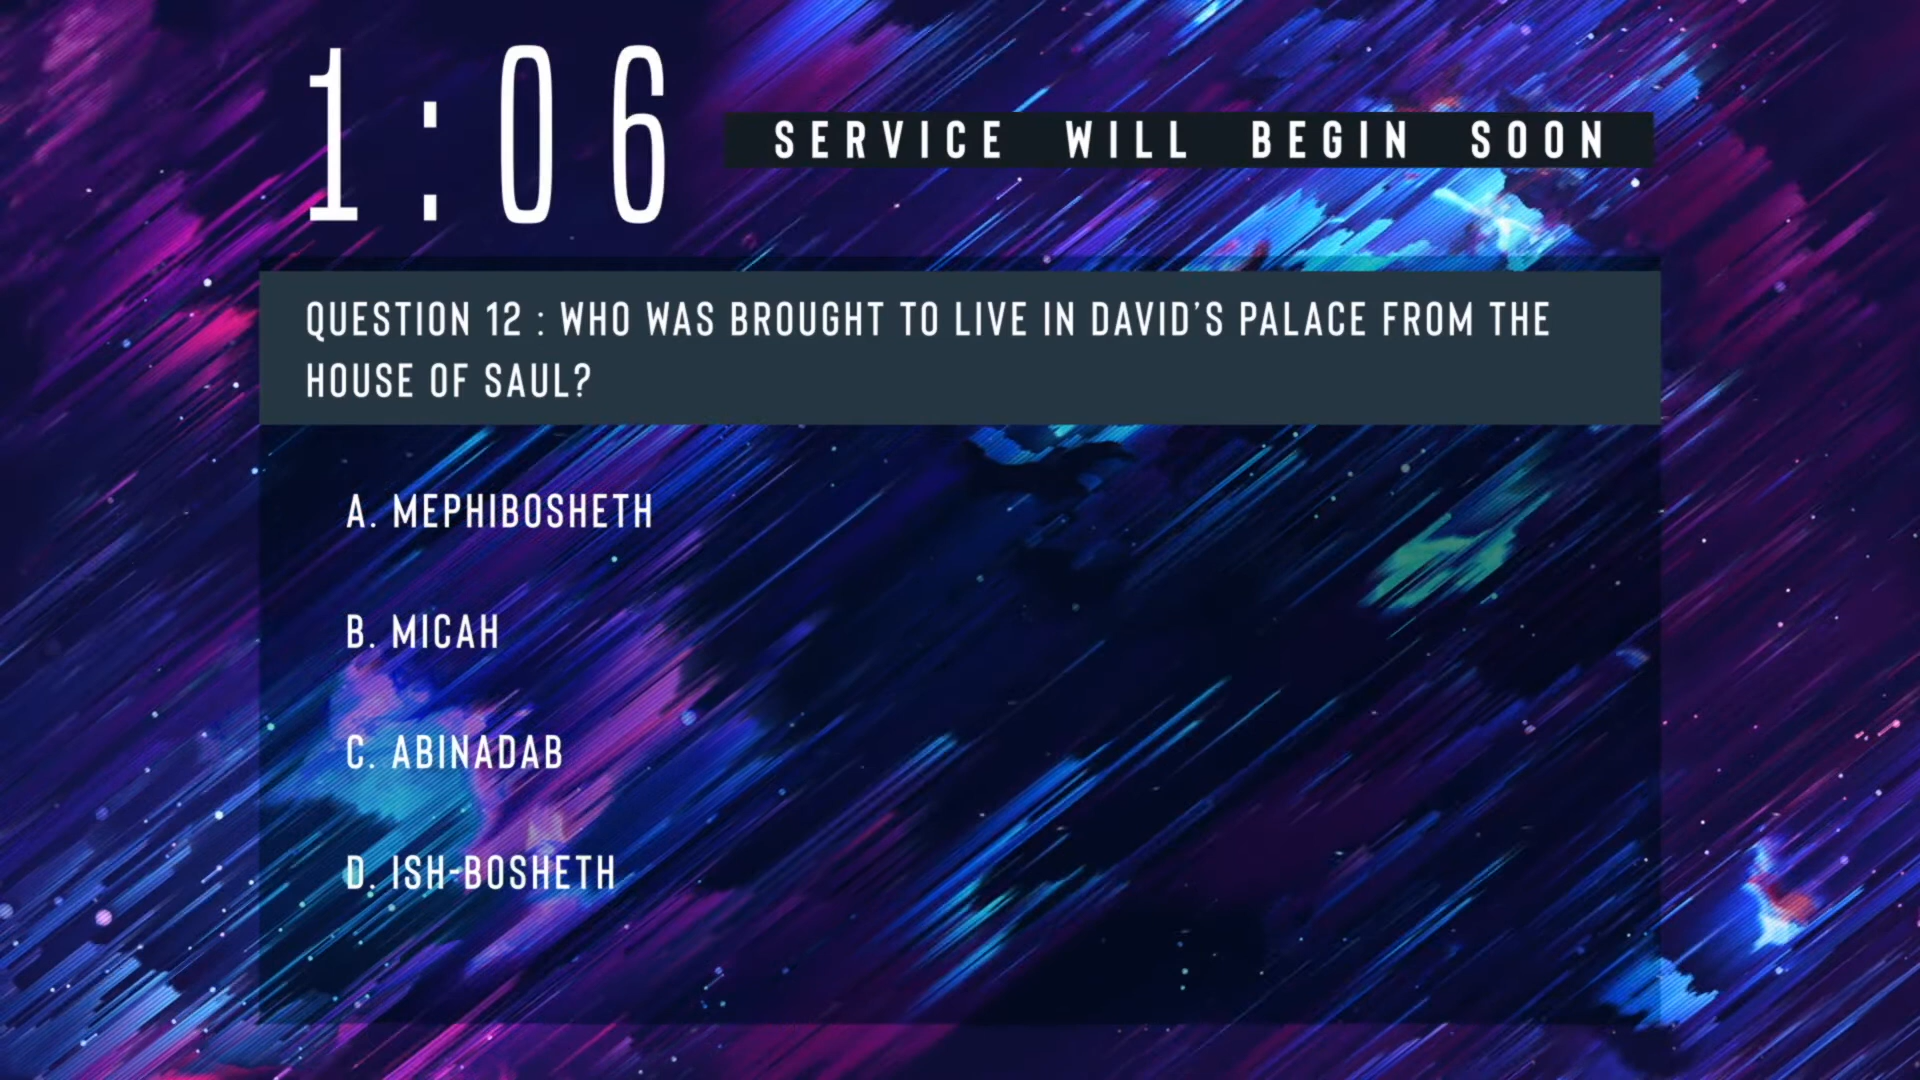 1:06
SERVICE WILL BEGIN SOON
QUESTION 12 : WHO WAS BROUGHT TO LIVE IN DAVID'S PALACE FROM THE
HOUSE OF SAUL?
A. MEPHIBOSHETH
B. MICAH
C. ABINADAB
D. ISH-BOSHETH